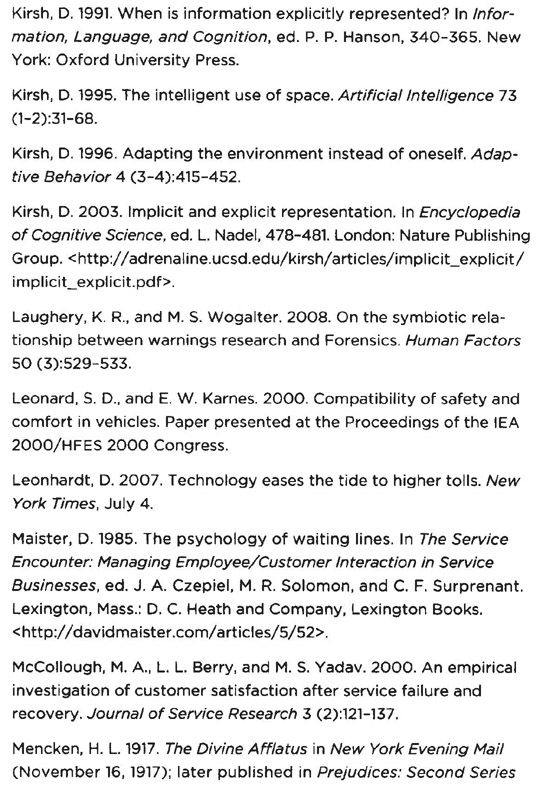 Kirsh, D. 1991. When is information explicitly represented? In Infor-
mation, Language, and Cognition, ed. P. P. Hanson, 340–365. New
York: Oxford University Press.
Kirsh, D. 1995. The intelligent use of space. Artificial Intelligence 73
(1–2):31–68.
Kirsh, D. 1996. Adapting the environment instead of oneself. Adap-
tive Behavior 4 (3–4):415–452.
Kirsh, D. 2003. Implicit and explicit representation. In Encyclopedia
of Cognitive Science, ed. L. Nadel, 478–481. London: Nature Publishing
Group. <http://adrenaline.ucsd.edu/kirsh/articles/implicit_explicit/
implicit_explicit.pdf>.
Laughery, K. R., and M. S. Wogalter. 2008. On the symbiotic rela-
tionship between warnings research and Forensics. Human Factors
50 (3):529–533.
Leonard, S. D., and E. W. Karnes. 2000. Compatibility of safety and
comfort in vehicles. Paper presented at the Proceedings of the IEA
2000/HFES 2000 Congress.
Leonhardt, D. 2007. Technology eases the tide to higher tolls. New
York Times, July 4.
Maister, D. 1985. The psychology of waiting lines. In The Service
Encounter: Managing Employee/Customer Interaction in Service
Businesses, ed. J. A. Czepiel, M. R. Solomon, and C. F. Surprenant.
Lexington, Mass.: D. C. Heath and Company, Lexington Books.
<http://davidmaister.com/articles/5/52>.
McCollough, M. A., L. L. Berry, and M. S. Yadav. 2000. An empirical
investigation of customer satisfaction after service failure and
recovery. Journal of Service Research 3 (2):121–137.
Mencken, H. L. 1917. The Divine Afflatus in New York Evening Mail
(November 16, 1917); later published in Prejudices: Second Series